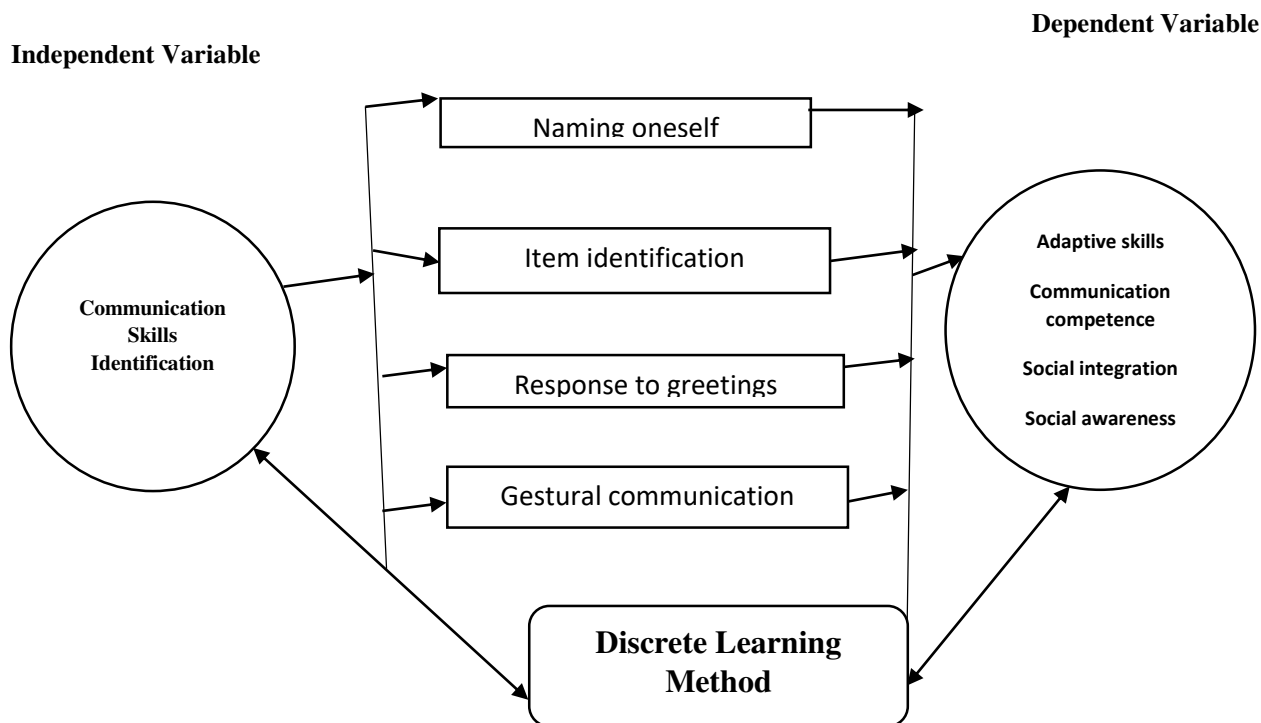 Dependent Variable
Independent Variable
Naming oneself
Item identification
Response to greetings
Gestural communication
Communication
Skills
Identification
Adaptive skills
Communication
competence
Social integration
Social awareness
Discrete Learning
Method